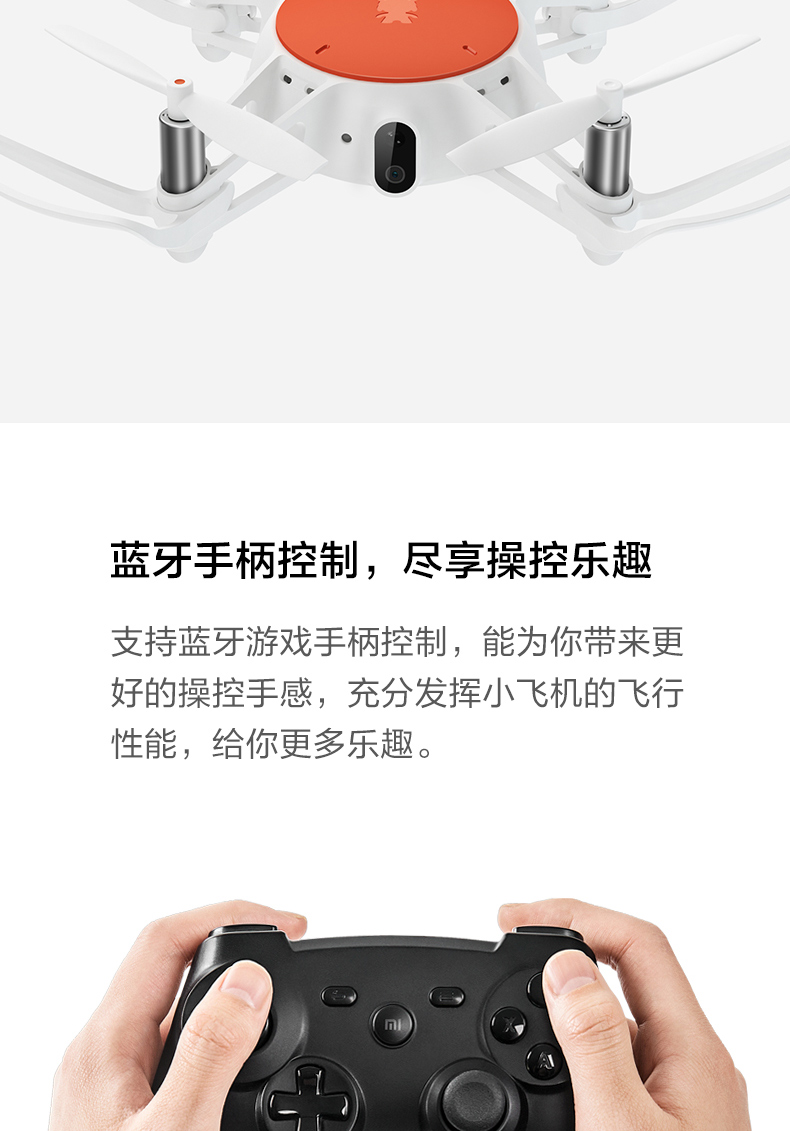 蓝牙手柄控制，尽享操控乐趣
支持蓝牙游戏手柄控制，能为你带来更
好的操控手感，充分发挥小飞机的飞行
性能，给你更多乐趣。
mi
X
A